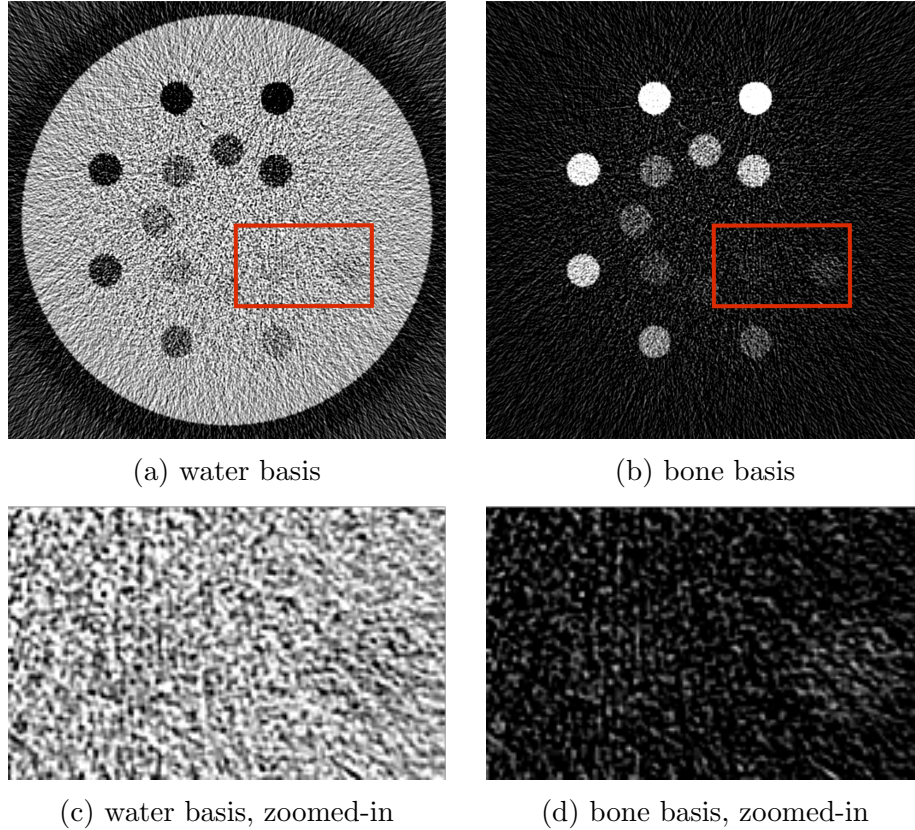 (a) water basis
(b) bone basis
(c) water basis, zoomed-in
(d) bone basis, zoomed-in